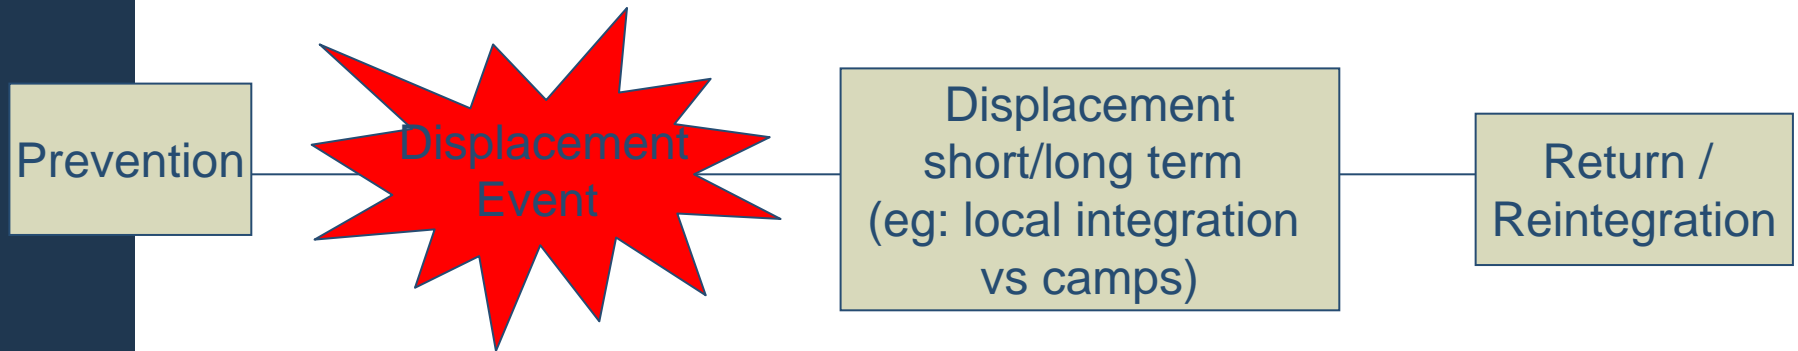 Prevention
Displacement
Event
Displacement
short/long term
(eg: local integration
vs camps)
Return /
Reintegration